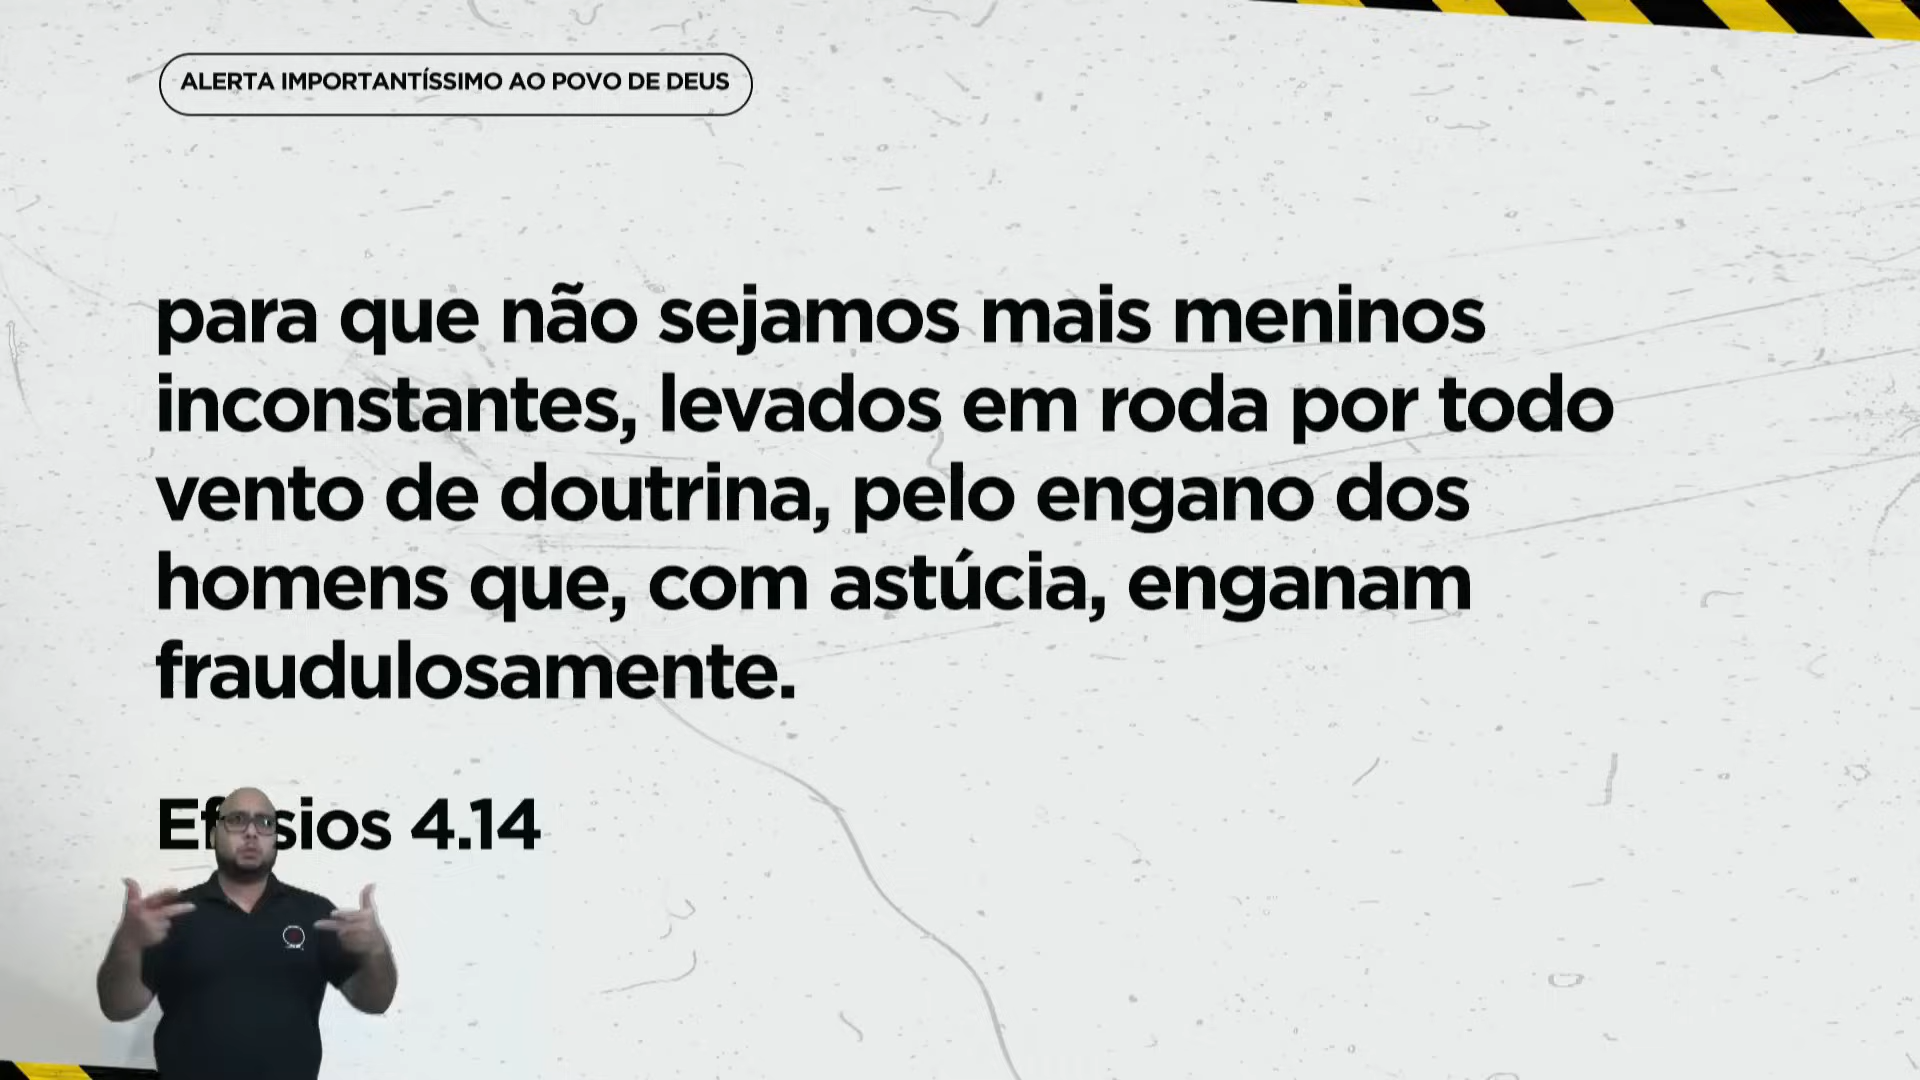 ALERTA IMPORTANTÍSSIMO AO POVO DE DEUS
para que não sejamos mais meninos
inconstantes, levados em roda por todo
vento de doutrina, pelo engano dos
homens que, com astúcia, enganam
fraudulosamente.
4.14